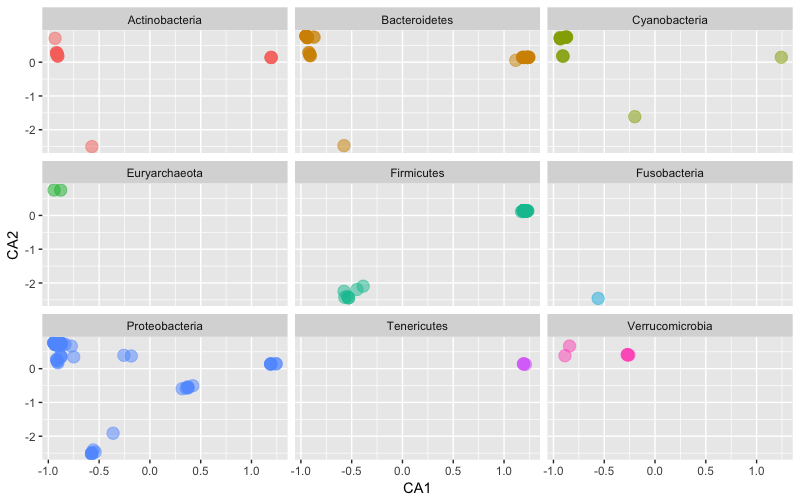 Actinobacteria Bacteroidetes Cyanobacteria
0
-1
-2
Euryarchaeota Firmicutes Fusobacteria
0
-1
-2
CA2
Proteobacteria Tenericutes Verrucomicrobia
0
-1
-2
-1.0 -0.5 0.0 0.5 1.0 -1.0 -0.5 0.0 0.5 1.0 -1.0 -0.5 0.0 0.5 1.0
CA1